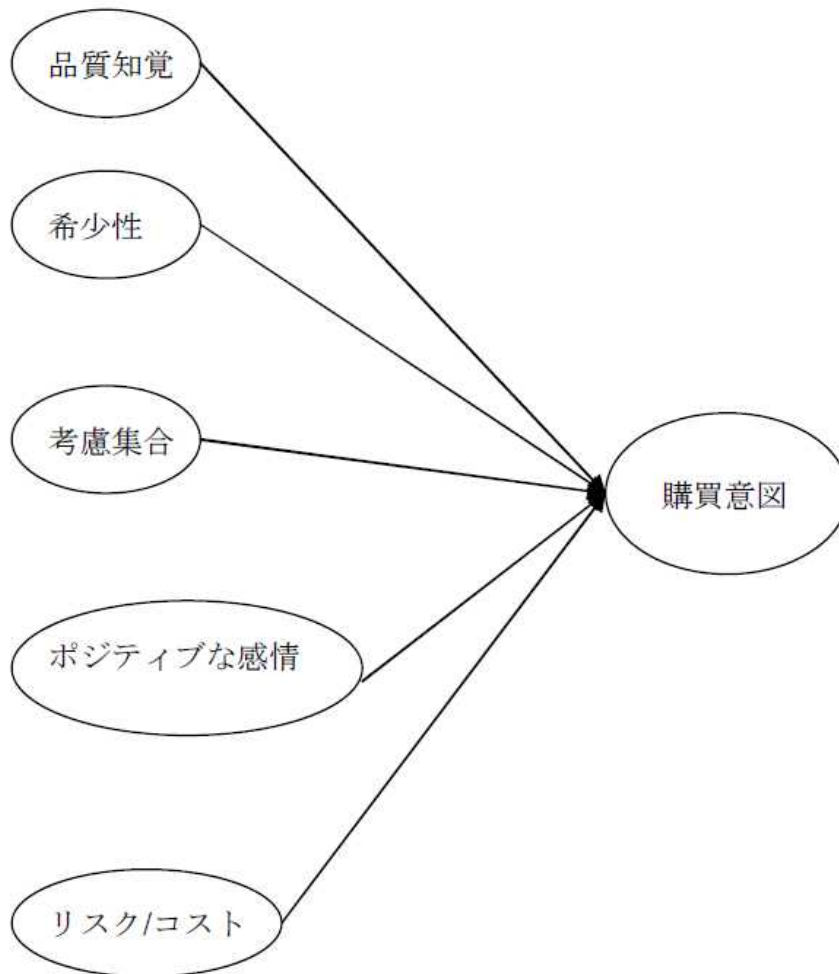 品質知覚
希少性
考慮集合
購買意図
ポジティブな感情
リスク/コスト